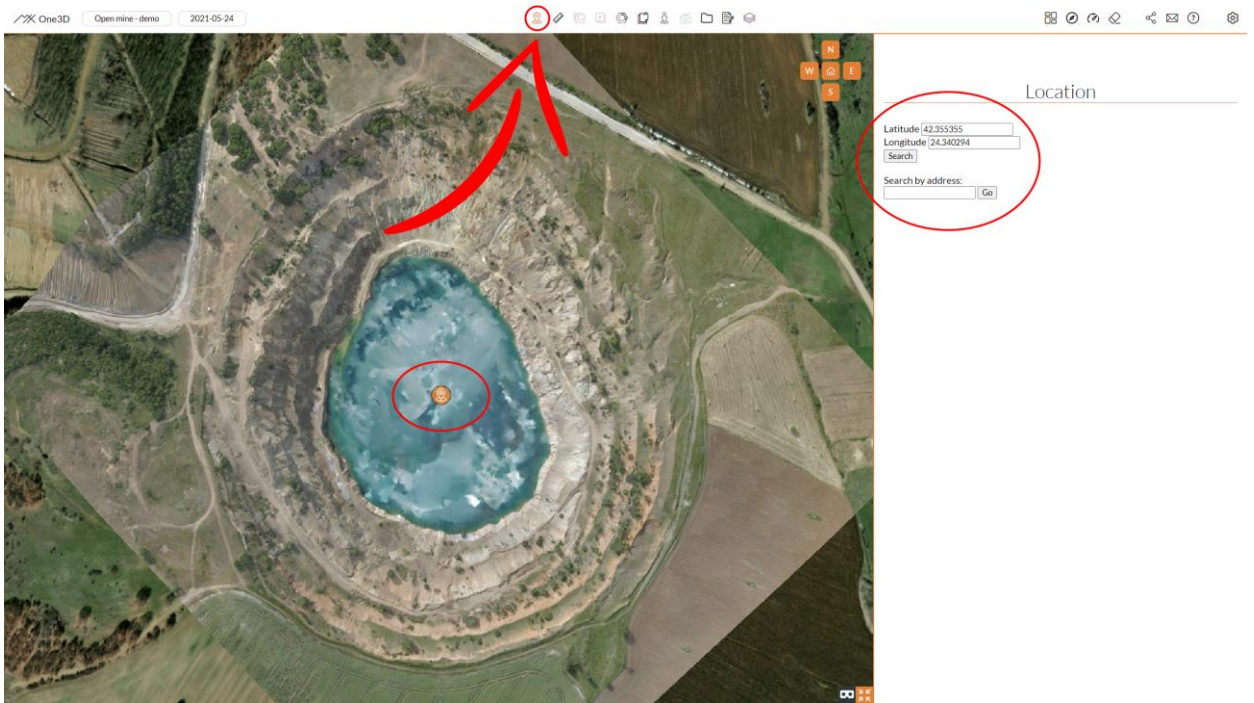 One3D
Open mine - demo
2021-05-24
N
W
E
S
Location
Latitude 42.355355
Longitude 24.340294
Search
Search by address:
Go